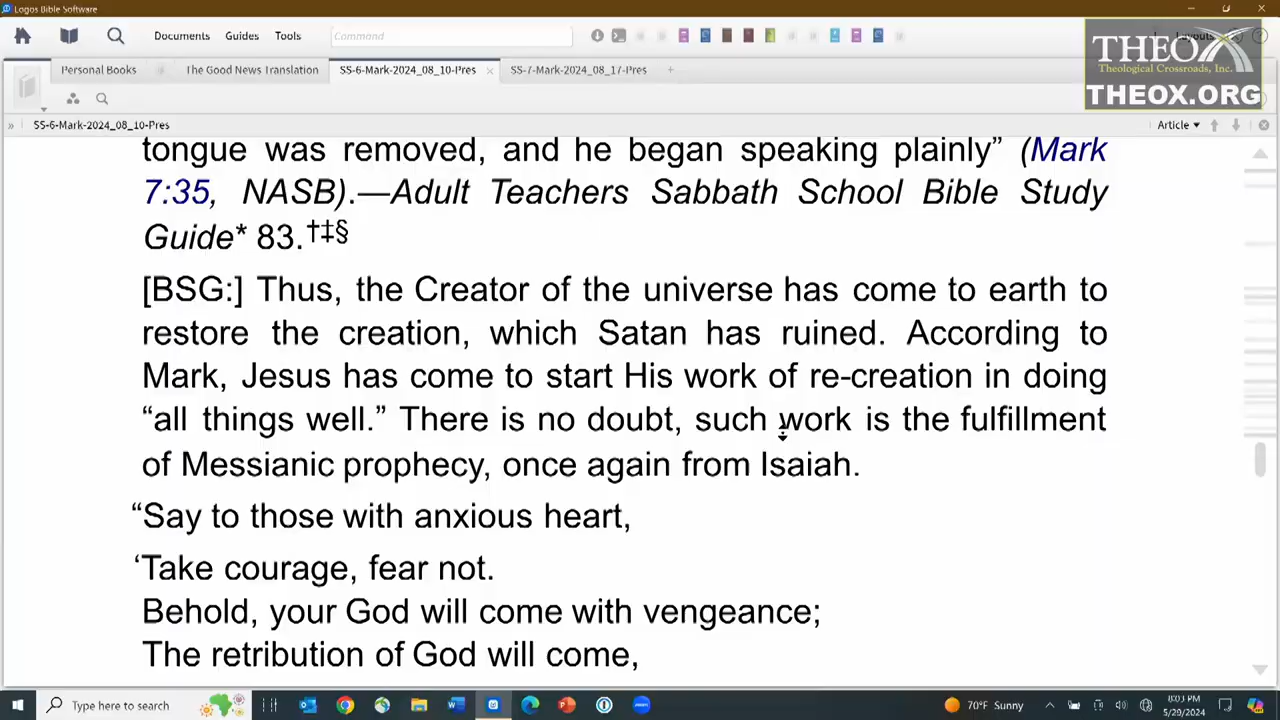 Logos Bible Software
Documents Guides Tools Command
THEOX
Theological Crossroads, Inc.
THEOX.ORG
Personal Books The Good News Translation SS-6-Mark-2024_08_10-Pres SS-7-Mark-2024_08_17-Pres
SS-6-Mark-2024_08_10-Pres Article
tongue was removed, and he began speaking plainly” (Mark
7:35, NASB).—Adult Teachers Sabbath School Bible Study
Guide* 83.†‡§
[BSG:] Thus, the Creator of the universe has come to earth to
restore the creation, which Satan has ruined. According to
Mark, Jesus has come to start His work of re-creation in doing
“all things well.” There is no doubt, such work is the fulfillment
of Messianic prophecy, once again from Isaiah.
“Say to those with anxious heart,
‘Take courage, fear not.
Behold, your God will come with vengeance;
The retribution of God will come,
Type here to search 70°F Sunny 8:03 PM
5/29/2024